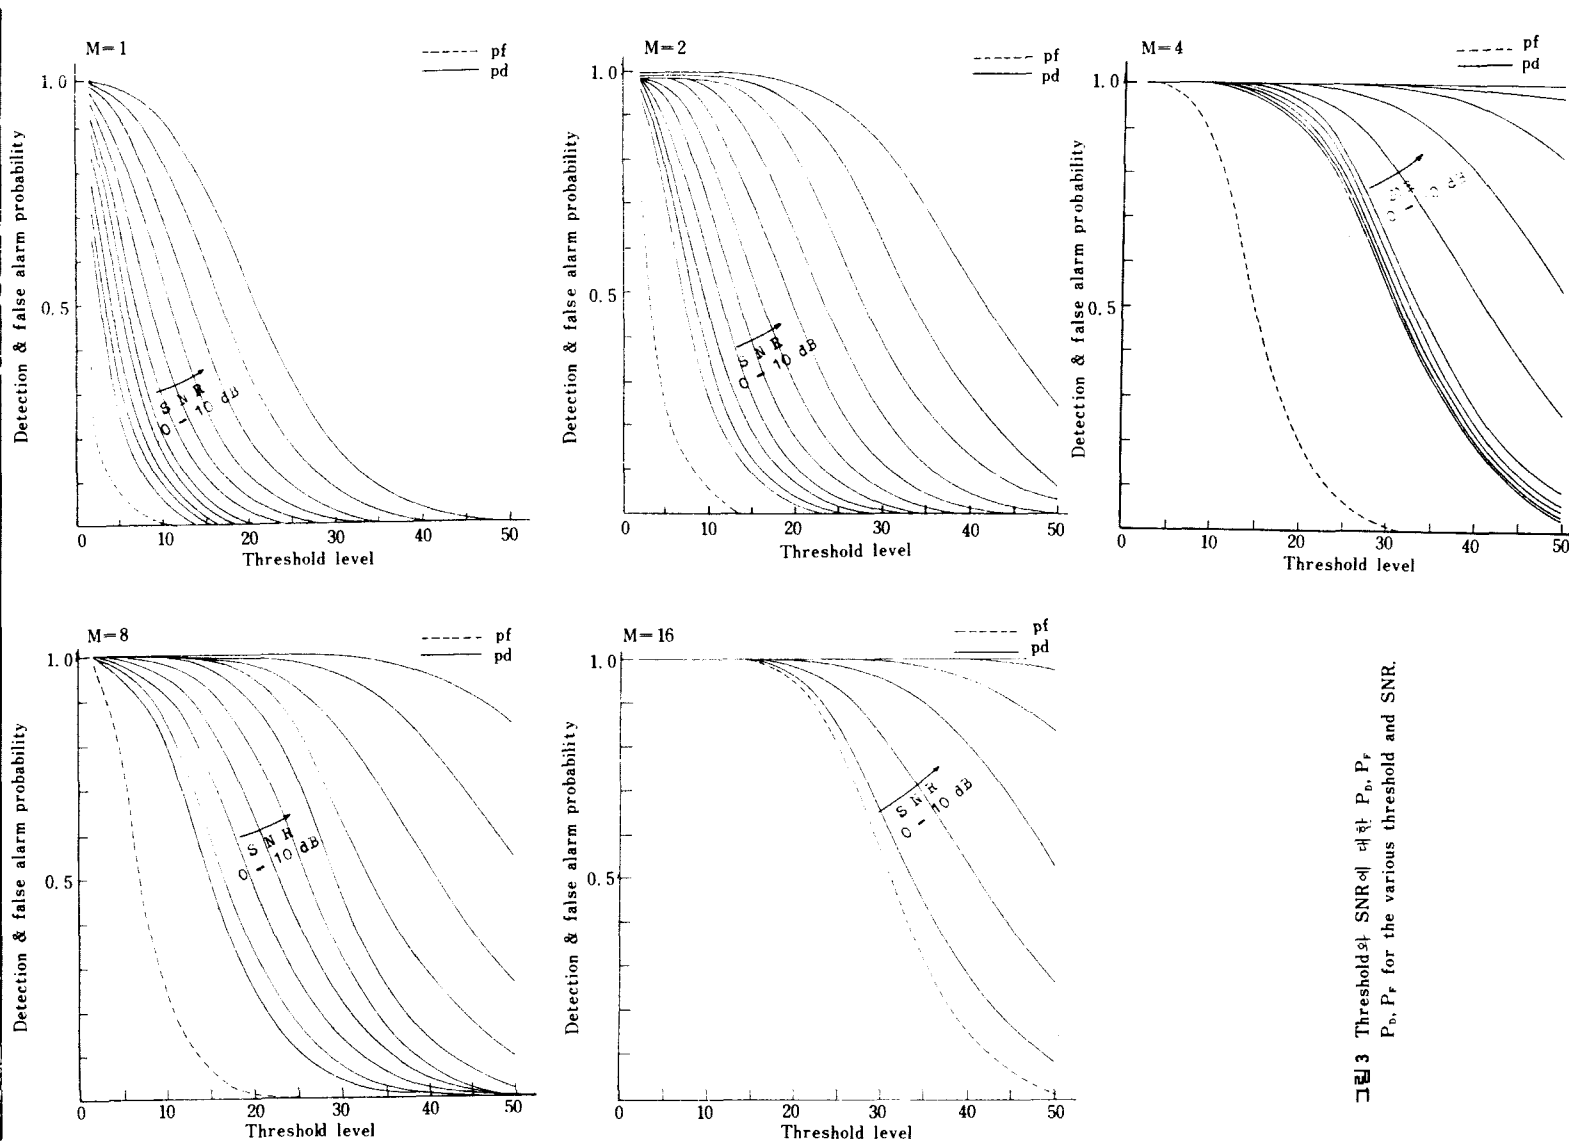 M=1
pf
pd
1.0
0.5
Detection & false alarm probability
SNR
0 - 10 dB
0 10 20 30 40 50
Threshold level
M=2
pf
pd
1.0
0.5
Detection & false alarm probability
SNR
0 - 10 dB
0 10 20 30 40 50
Threshold level
M=4
pf
pd
1.0
0.5
Detection & false alarm probability
0 10 20 30 40 50
Threshold level
M=8
pf
pd
1.0
0.5
Detection & false alarm probability
SNR
0 - 10 dB
0 10 20 30 40 50
Threshold level
M=16
pf
pd
1.0
0.5
Detection & false alarm probability
SNR
0 - 10 dB
0 10 20 30 40 50
Threshold level
그림 3 Threshold와 SNR에 대한 P_D, P_F
P_D, P_F for the various threshold and SNR.